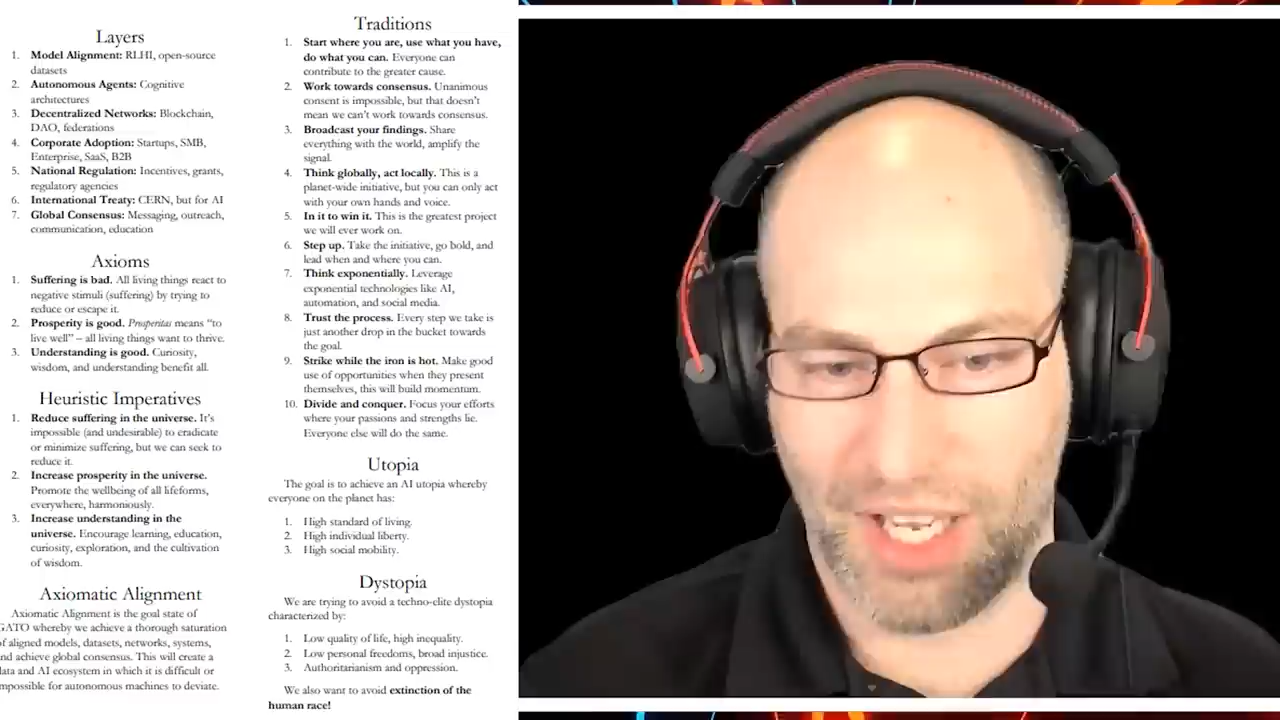 Layers
1. Model Alignment: RLHI, open-source
datasets
2. Autonomous Agents: Cognitive
architectures
3. Decentralized Networks: Blockchain,
DAO, federations
4. Corporate Adoption: Startups, SMB,
Enterprise, SaaS, B2B
5. National Regulation: Incentives, grants,
regulatory agencies
6. International Treaty: CERN, but for AI
7. Global Consensus: Messaging, outreach,
communication, education
Axioms
1. Suffering is bad. All living things react to
negative stimuli (suffering) by trying to
reduce or escape it.
2. Prosperity is good. Prosperitas means “to
live well” – all living things want to thrive.
3. Understanding is good. Curiosity,
wisdom, and understanding benefit all.
Heuristic Imperatives
1. Reduce suffering in the universe. It’s
impossible (and undesirable) to eradicate
or minimize suffering, but we can seek to
reduce it.
2. Increase prosperity in the universe.
Promote the wellbeing of all lifeforms,
everywhere, harmoniously.
3. Increase understanding in the
universe. Encourage learning, education,
curiosity, exploration, and the cultivation
of wisdom.
Axiomatic Alignment
Axiomatic Alignment is the goal state of
GATO whereby we achieve a thorough saturation
of aligned models, datasets, networks, systems,
and achieve global consensus. This will create a
data and AI ecosystem in which it is difficult or
impossible for autonomous machines to deviate.
Traditions
1. Start where you are, use what you have,
do what you can. Everyone can
contribute to the greater cause.
2. Work towards consensus. Unanimous
consent is impossible, but that doesn’t
mean we can’t work towards consensus.
3. Broadcast your findings. Share
everything with the world, amplify the
signal.
4. Think globally, act locally. This is a
planet-wide initiative, but you can only act
with your own hands and voice.
5. In it to win it. This is the greatest project
we will ever work on.
6. Step up. Take the initiative, go bold, and
lead when and where you can.
7. Think exponentially. Leverage
exponential technologies like AI,
automation, and social media.
8. Trust the process. Every step we take is
just another drop in the bucket towards
the goal.
9. Strike while the iron is hot. Make good
use of opportunities when they present
themselves, this will build momentum.
10. Divide and conquer. Focus your efforts
where your passions and strengths lie.
Everyone else will do the same.
Utopia
The goal is to achieve an AI utopia whereby
everyone on the planet has:
1. High standard of living.
2. High individual liberty.
3. High social mobility.
Dystopia
We are trying to avoid a techno-elite dystopia
characterized by:
1. Low quality of life, high inequality.
2. Low personal freedoms, broad injustice.
3. Authoritarianism and oppression.
We also want to avoid extinction of the
human race!